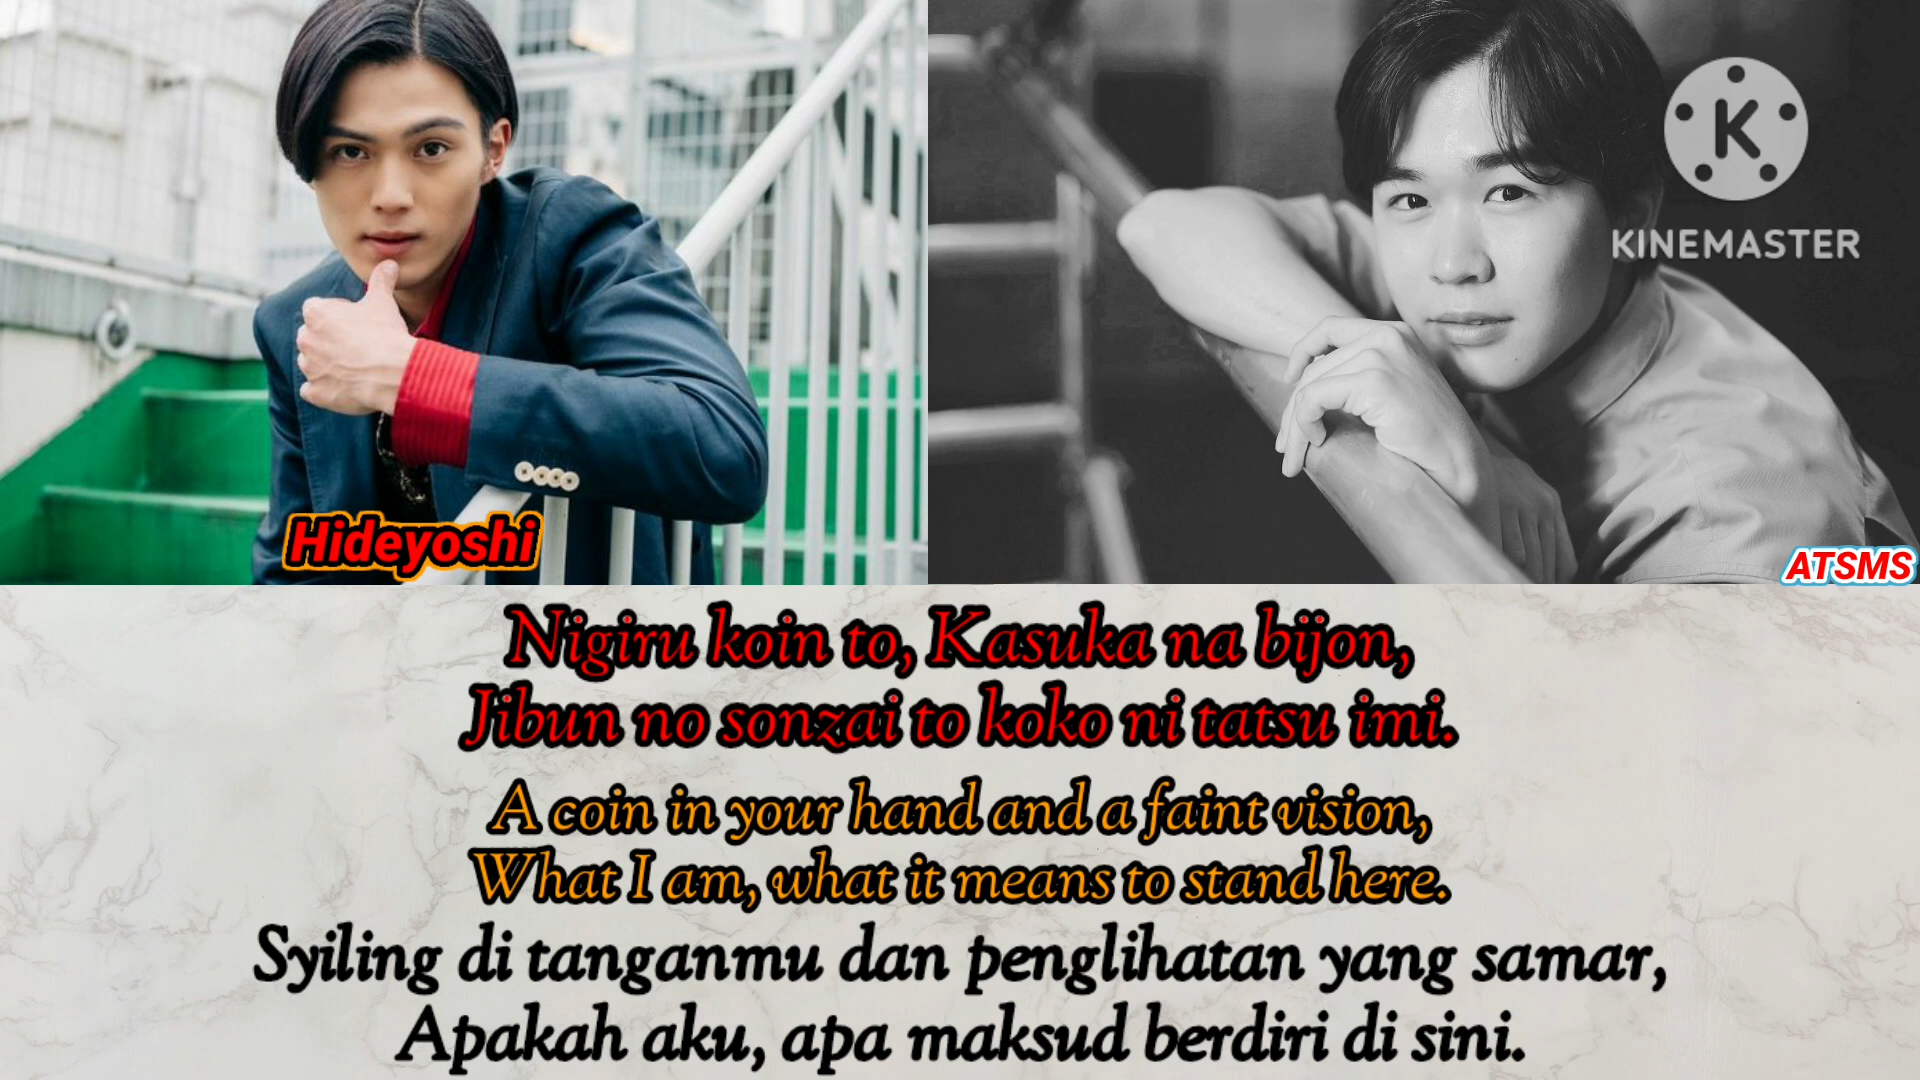 K
KINEMASTER
Hideyoshi
ATSMS
Nigiru koin to, Kasuka na bijon,
Jibun no sonzai to koko ni tatsu imi.
A coin in your hand and a faint vision,
What I am, what it means to stand here.
Syiling di tanganmu dan penglihatan yang samar,
Apakah aku, apa maksud berdiri di sini.